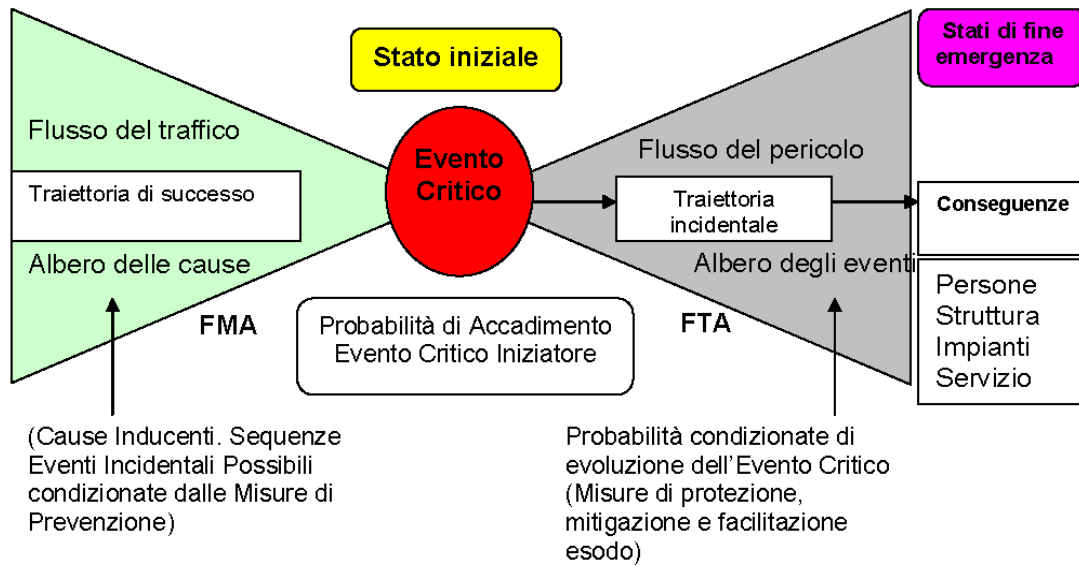 Stato iniziale
Stati di fine
emergenza
Flusso del traffico
Traiettoria di successo
Albero delle cause
FMA
Evento
Critico
Probabilità di Accadimento
Evento Critico Iniziatore
Flusso del pericolo
Traiettoria
incidentale
Albero degli eventi
FTA
Conseguenze
Persone
Struttura
Impianti
Servizio
(Cause Inducenti. Sequenze
Eventi Incidentali Possibili
condizionate dalle Misure di
Prevenzione)
Probabilità condizionate di
evoluzione dell'Evento Critico
(Misure di protezione,
mitigazione e facilitazione
esodo)